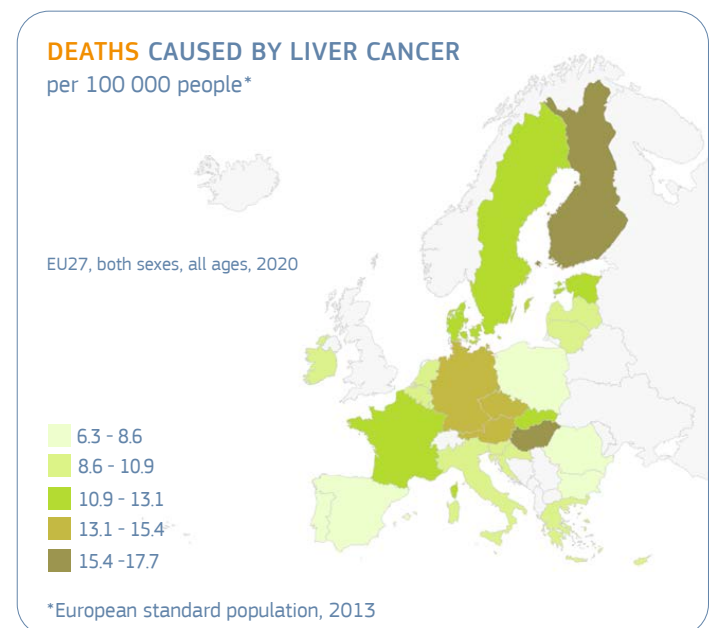 DEATHS CAUSED BY LIVER CANCER
per 100 000 people*
EU27, both sexes, all ages, 2020
6.3 - 8.6
8.6 - 10.9
10.9 - 13.1
13.1 - 15.4
15.4 -17.7
*European standard population, 2013